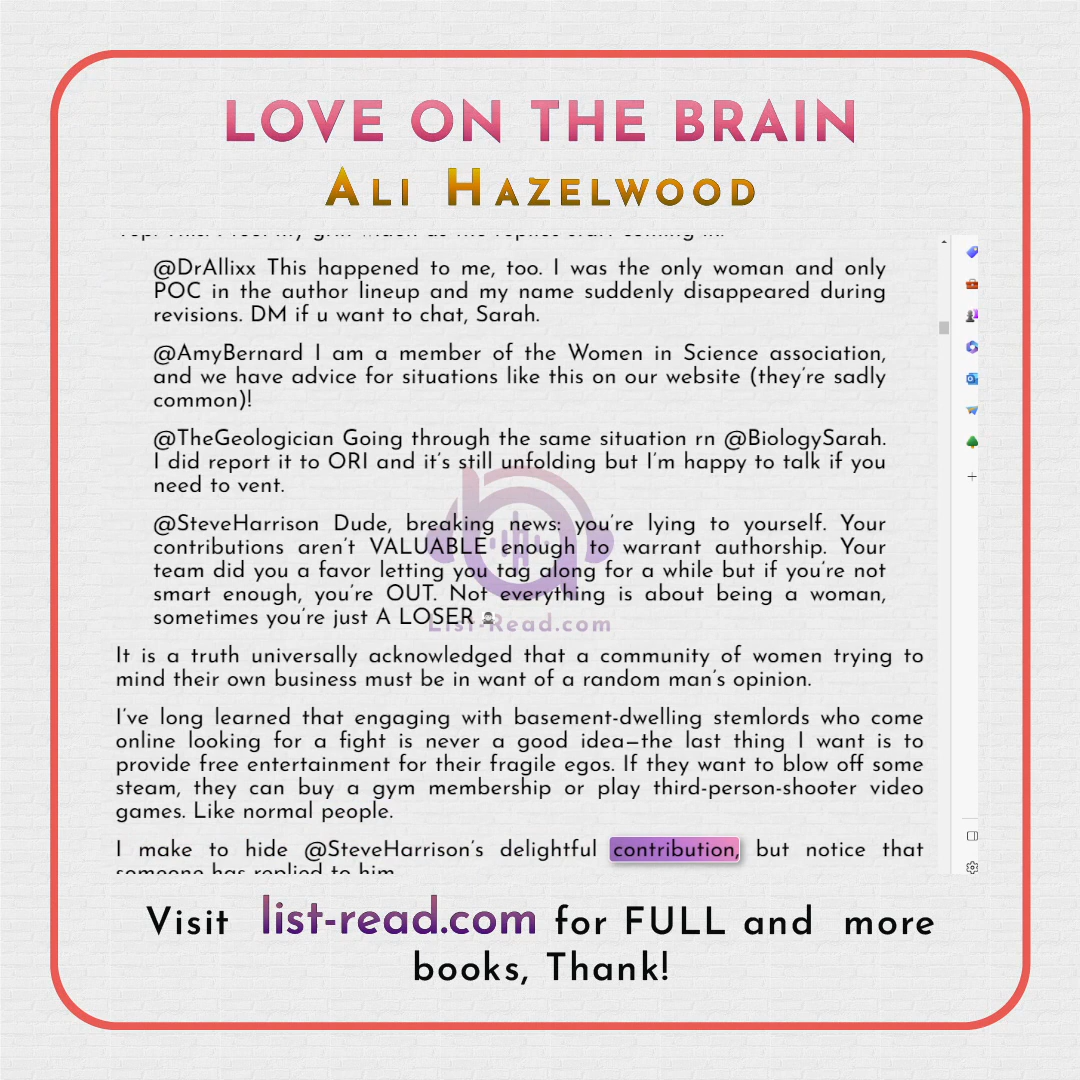 LOVE ON THE BRAIN
ALI HAZELWOOD
@DrAllixx This happened to me, too. I was the only woman and only
POC in the author lineup and my name suddenly disappeared during
revisions. DM if u want to chat, Sarah.
@AmyBernard I am a member of the Women in Science association,
and we have advice for situations like this on our website (they’re sadly
common)!
@TheGeologician Going through the same situation rn @BiologySarah.
I did report it to ORI and it’s still unfolding but I’m happy to talk if you
need to vent.
@SteveHarrison Dude, breaking news: you’re lying to yourself. Your
contributions aren’t VALUABLE enough to warrant authorship. Your
team did you a favor letting you tag along for a while but if you’re not
smart enough, you’re OUT. Not everything is about being a woman,
sometimes you’re just A LOSER
List-Read.com
It is a truth universally acknowledged that a community of women trying to
mind their own business must be in want of a random man’s opinion.
I’ve long learned that engaging with basement-dwelling stemlords who come
online looking for a fight is never a good idea—the last thing I want is to
provide free entertainment for their fragile egos. If they want to blow off some
steam, they can buy a gym membership or play third-person-shooter video
games. Like normal people.
I make to hide @SteveHarrison’s delightful contribution, but notice that
someone has replied to him
Visit list-read.com for FULL and more
books, Thank!